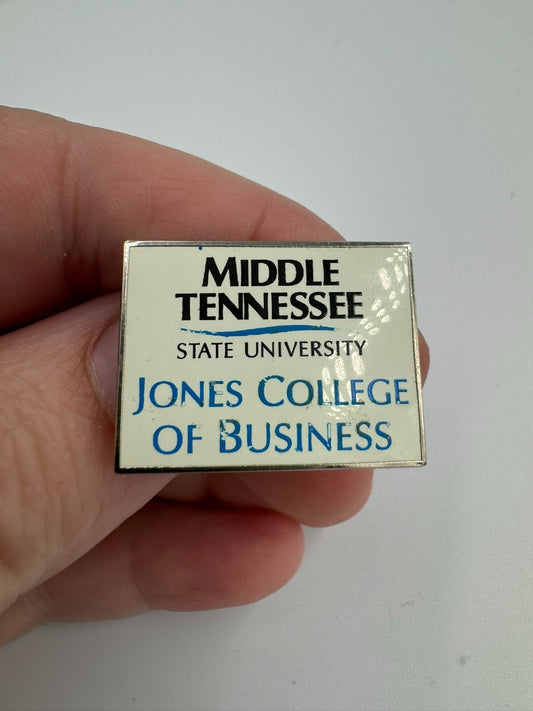 MIDDLE
TENNESSEE
STATE UNIVERSITY
JONES COLLEGE
OF BUSINESS